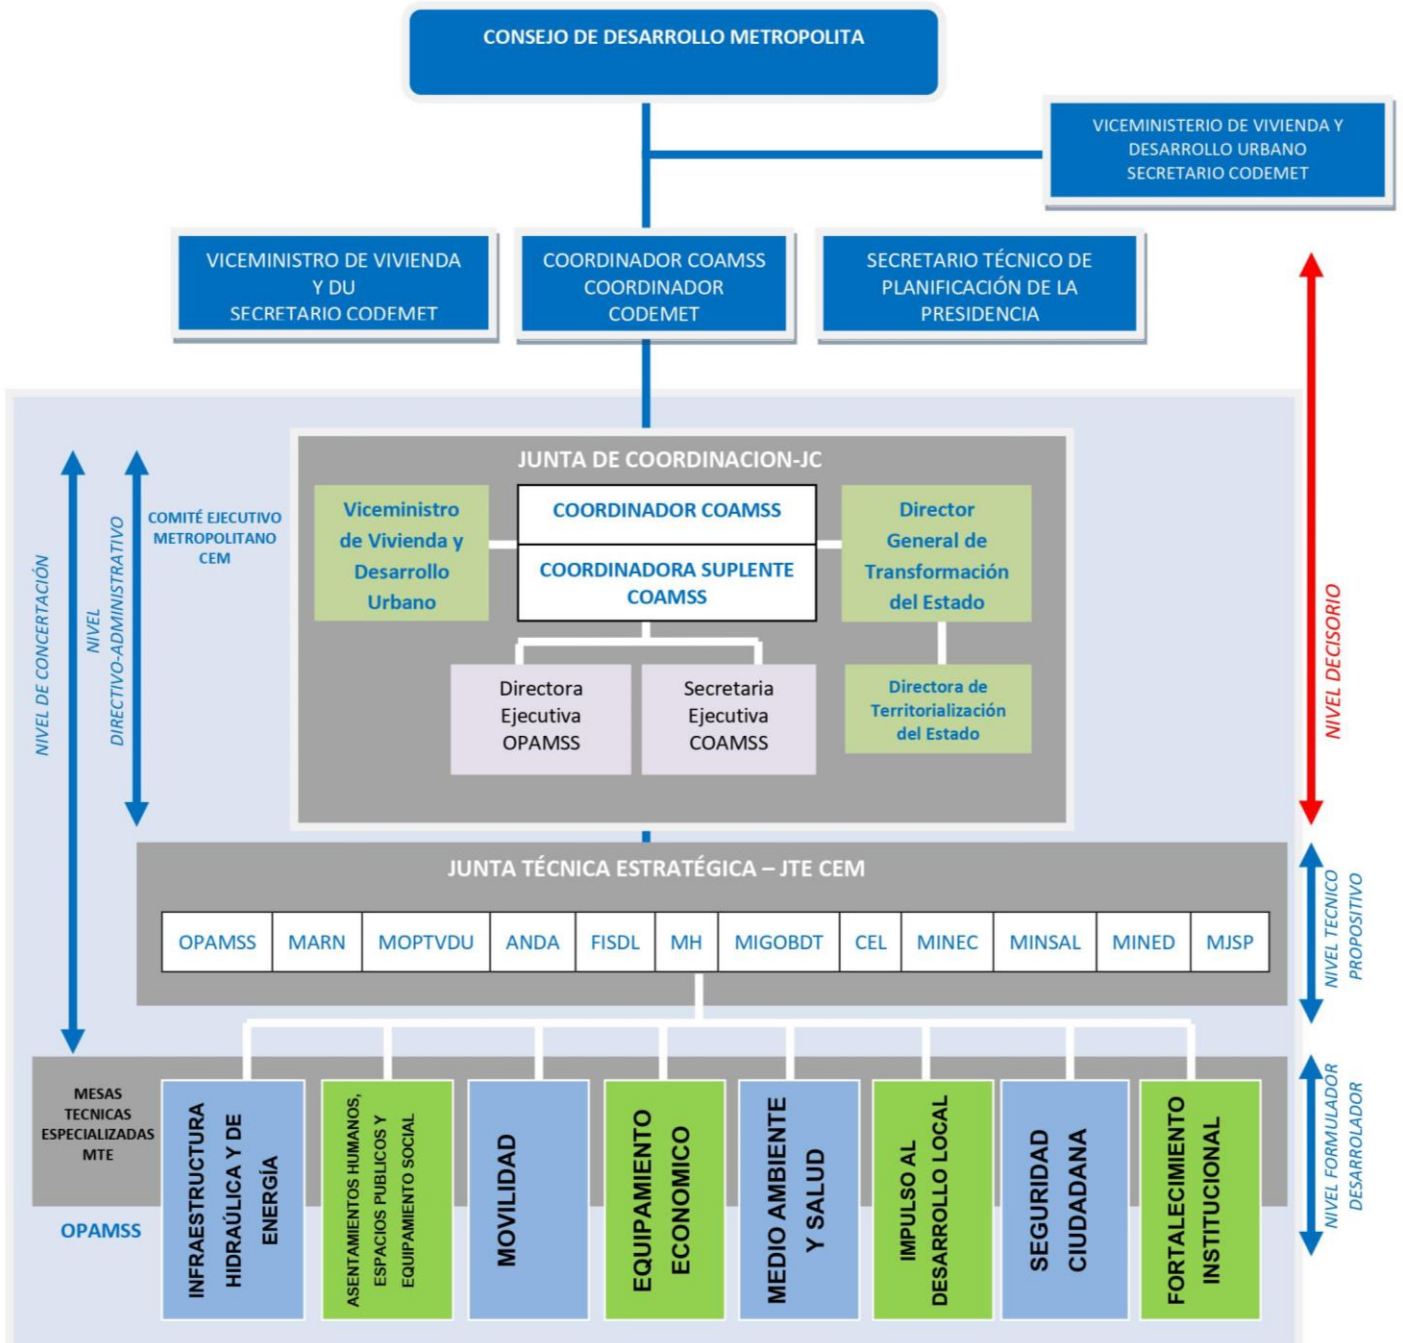 CONSEJO DE DESARROLLO METROPOLITA
VICEMINISTERIO DE VIVIENDA Y
DESARROLLO URBANO
SECRETARIO CODEMET
VICEMINISTRO DE VIVIENDA
Y DU
SECRETARIO CODEMET
COORDINADOR COAMSS
COORDINADOR
CODEMET
SECRETARIO TÉCNICO DE
PLANIFICACIÓN DE LA
PRESIDENCIA
NIVEL DE CONCERTACIÓN
NIVEL
DIRECTIVO-ADMINISTRATIVO
COMITÉ EJECUTIVO
METROPOLITANO
CEM
JUNTA DE COORDINACION-JC
Viceministro
de Vivienda y
Desarrollo
Urbano
COORDINADOR COAMSS
COORDINADORA SUPLENTE
COAMSS
Director
General de
Transformación
del Estado
Directora
Ejecutiva
OPAMSS
Secretaria
Ejecutiva
COAMSS
Directora de
Territorialización
del Estado
NIVEL DECISORIO
JUNTA TÉCNICA ESTRATÉGICA – JTE CEM
OPAMSS
MARN
MOPTVDU
ANDA
FISDL
MH
MIGOBDT
CEL
MINEC
MINSAL
MINED
MJSP
NIVEL TECNICO
PROPOSITIVO
MESAS
TECNICAS
ESPECIALIZADAS
MTE
OPAMSS
INFRAESTRUCTURA
HIDRAÚLICA Y DE
ENERGÍA
ASENTAMIENTOS HUMANOS,
ESPACIOS PUBLICOS Y
EQUIPAMIENTO SOCIAL
MOVILIDAD
EQUIPAMIENTO
ECONOMICO
MEDIO AMBIENTE
Y SALUD
IMPULSO AL
DESARROLLO LOCAL
SEGURIDAD
CIUDADANA
FORTALECIMIENTO
INSTITUCIONAL
NIVEL FORMULADOR
DESARROLADOR